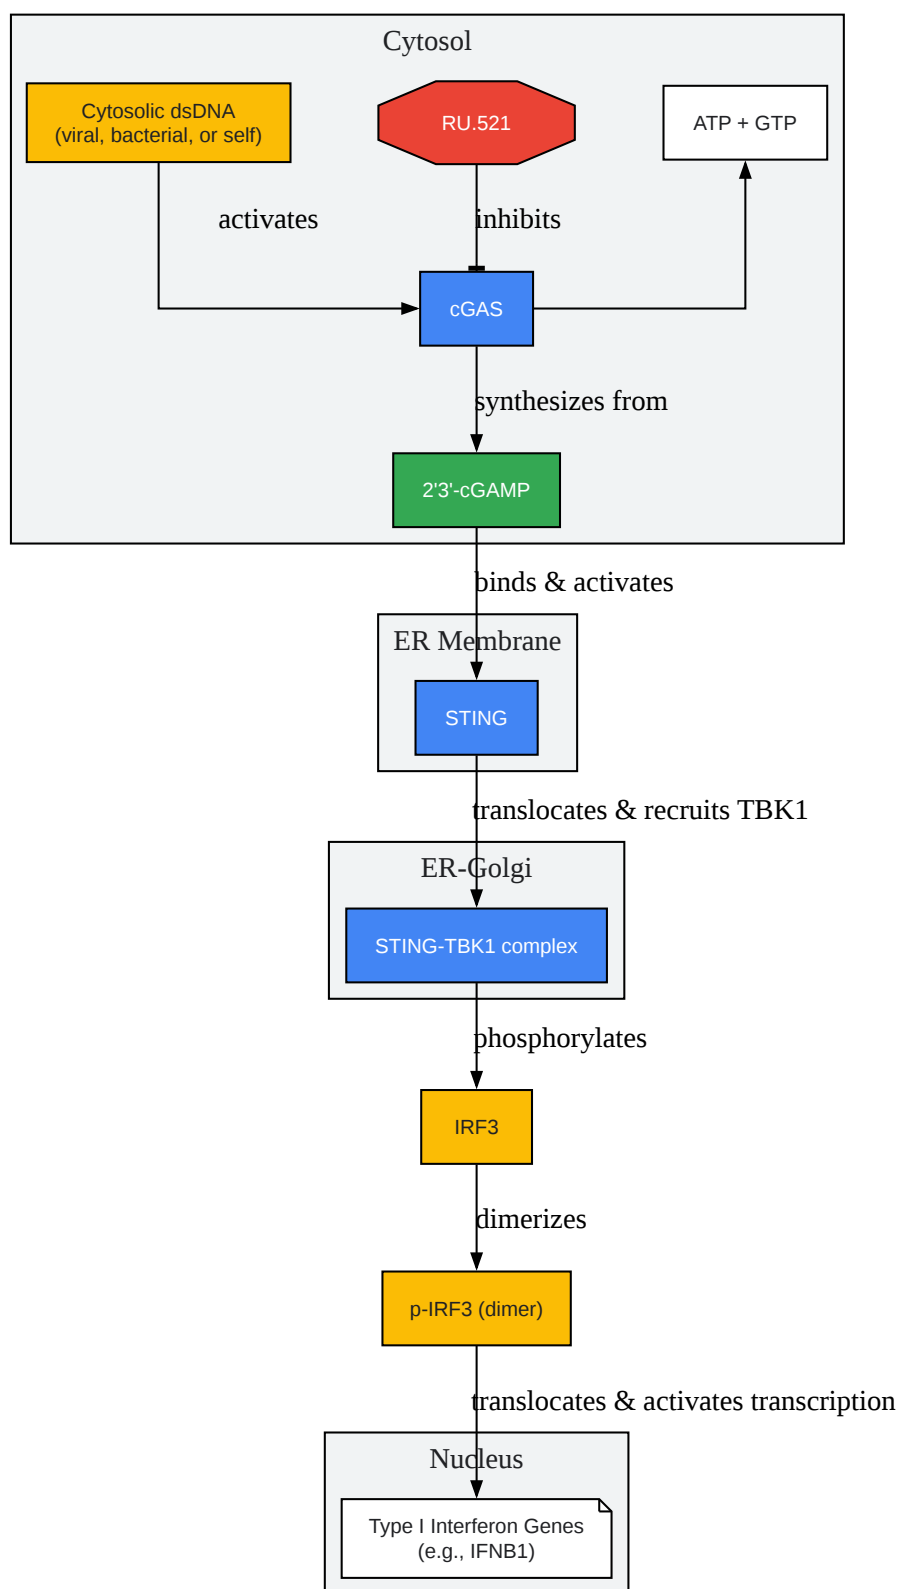 Cytosol
Cytosolic dsDNA
(viral, bacterial, or self)
RU.521
ATP + GTP
activates
inhibits
cGAS
synthesizes from
2'3'-cGAMP
binds & activates
ER Membrane
STING
translocates & recruits TBK1
ER-Golgi
STING-TBK1 complex
phosphorylates
IRF3
dimerizes
p-IRF3 (dimer)
translocates & activates transcription
Nucleus
Type I Interferon Genes
(e.g., IFNB1)